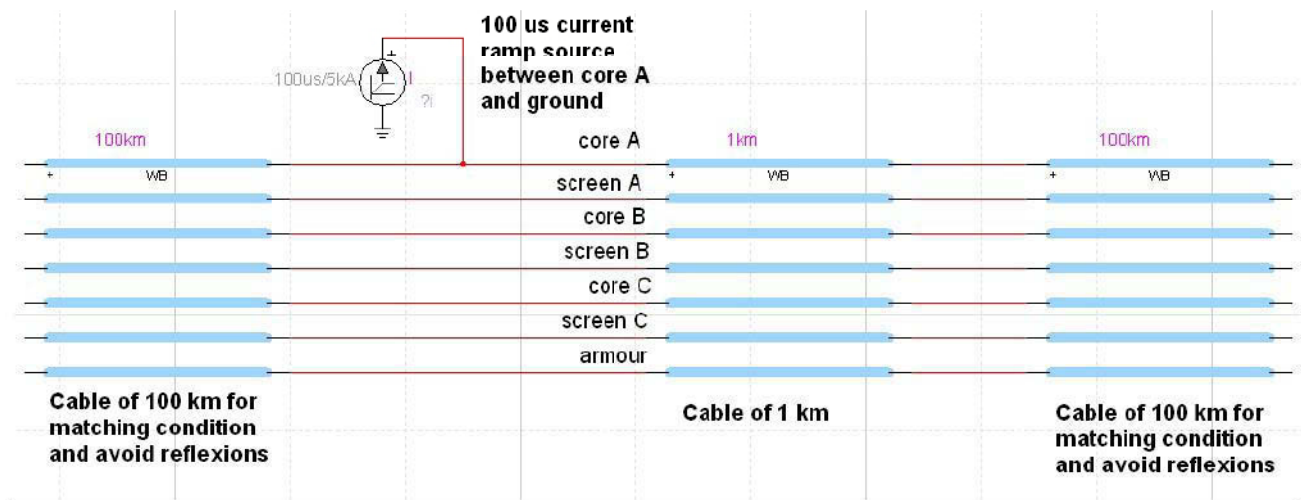 100 us current
ramp source
between core A
and ground
+
100us/5kA
I
?i
100km
core A
1km
100km
+ WB
+ WB
+ WB
screen A
core B
screen B
core C
screen C
armour
Cable of 100 km for
matching condition
and avoid reflexions
Cable of 1 km
Cable of 100 km for
matching condition
and avoid reflexions